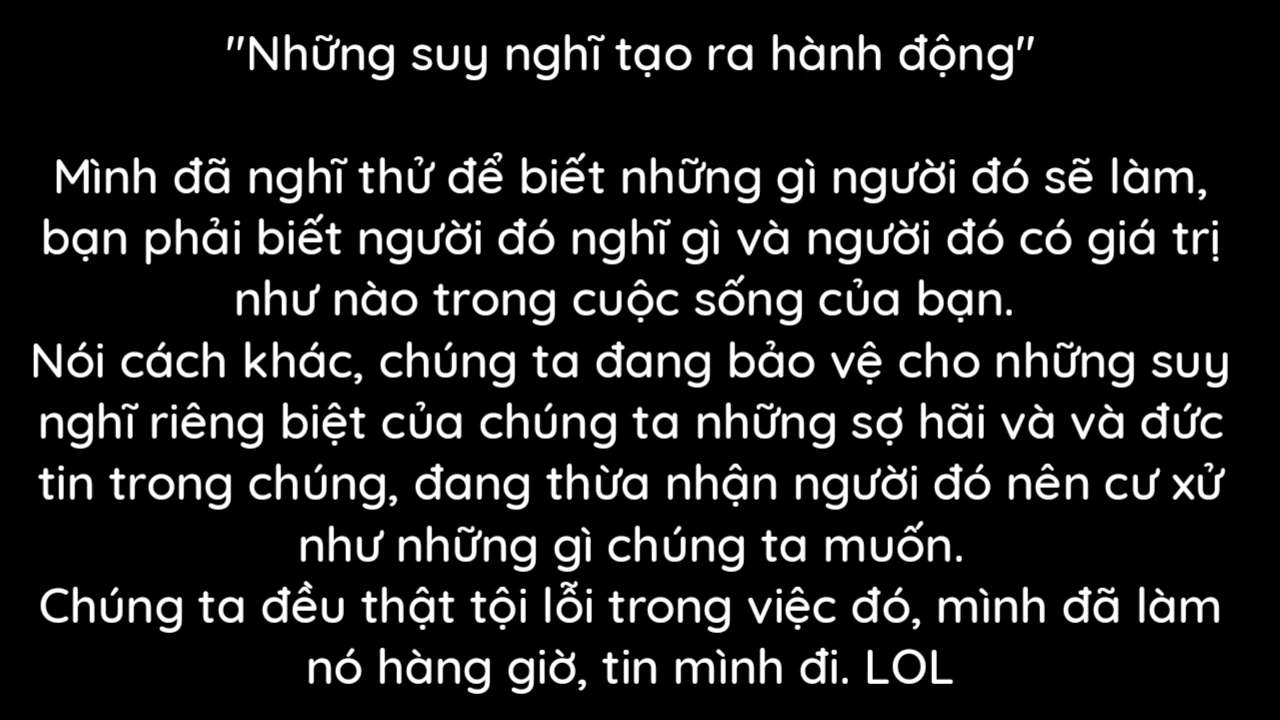 "Những suy nghĩ tạo ra hành động"
Mình đã nghĩ thử để biết những gì người đó sẽ làm,
bạn phải biết người đó nghĩ gì và người đó có giá trị
như nào trong cuộc sống của bạn.
Nói cách khác, chúng ta đang bảo vệ cho những suy
nghĩ riêng biệt của chúng ta những sợ hãi và và đức
tin trong chúng, đang thừa nhận người đó nên cư xử
như những gì chúng ta muốn.
Chúng ta đều thật tội lỗi trong việc đó, mình đã làm
nó hàng giờ, tin mình đi. LOL